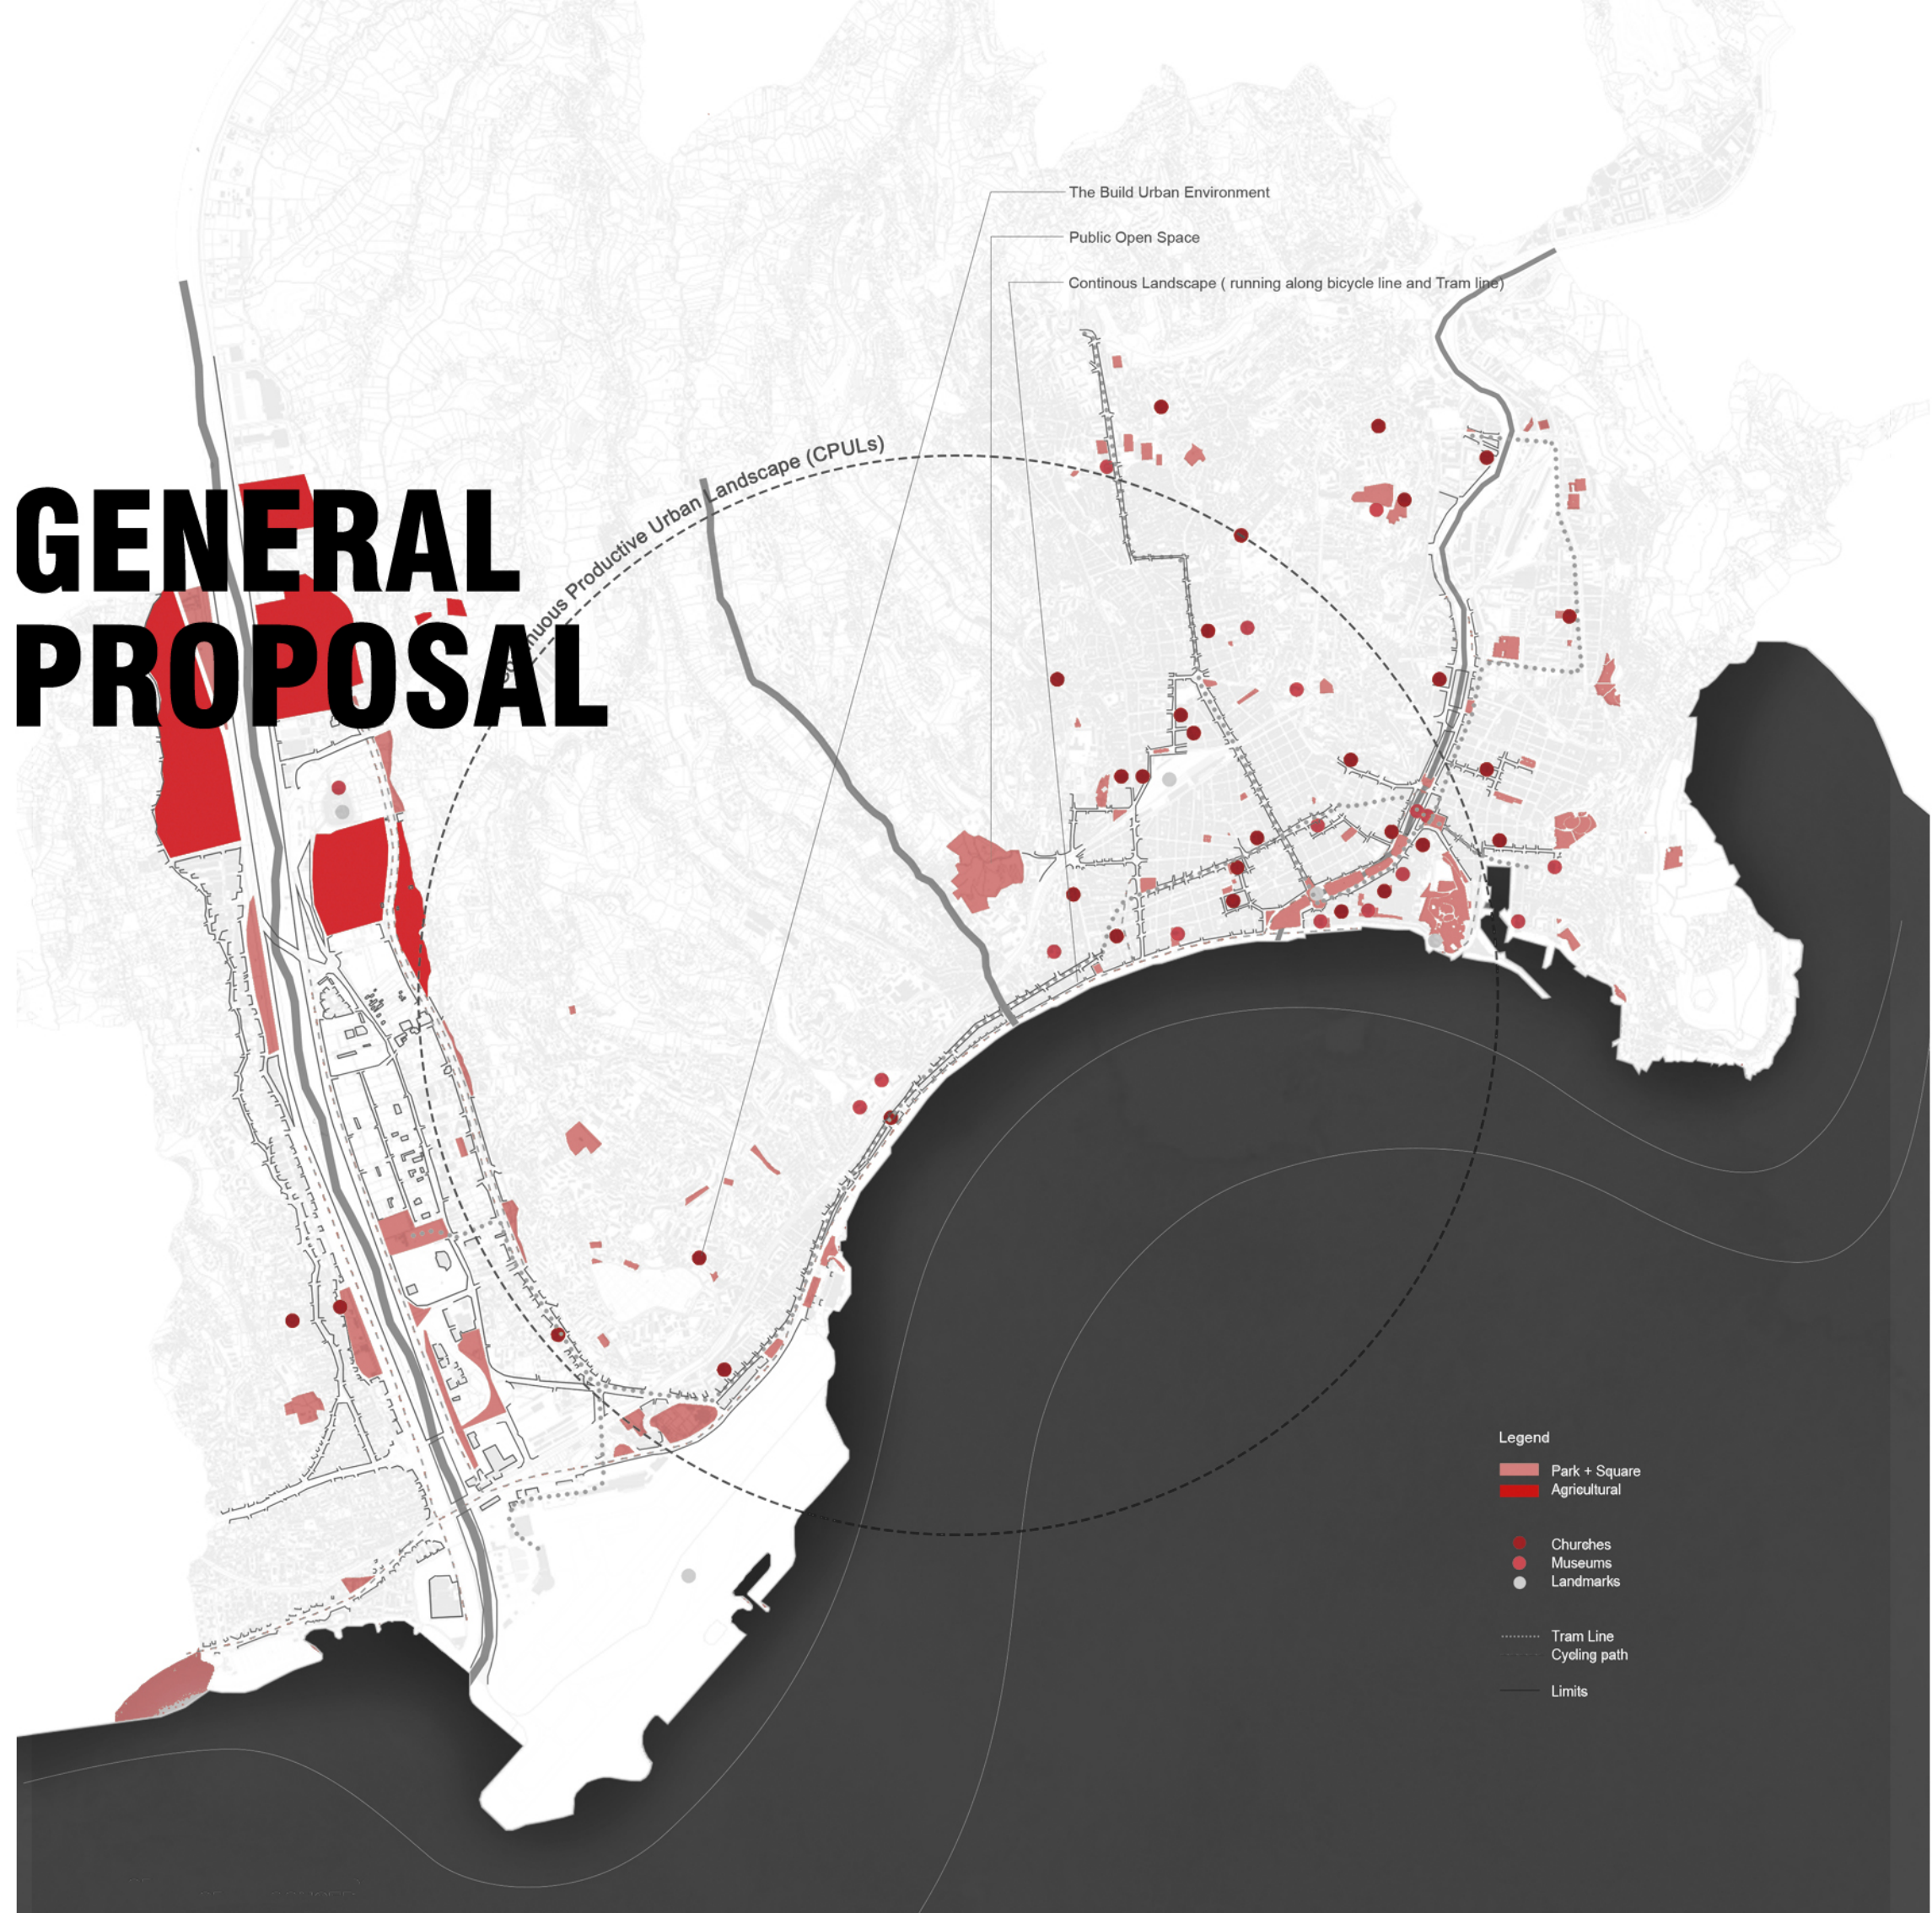 The Build Urban Environment
Public Open Space
Continous Landscape ( running along bicycle line and Tram line)
GENERAL
PROPOSAL
Productive Urban Landscape (CPULs)
Legend
Park + Square
Agricultural
Churches
Museums
Landmarks
Tram Line
Cycling path
Limits